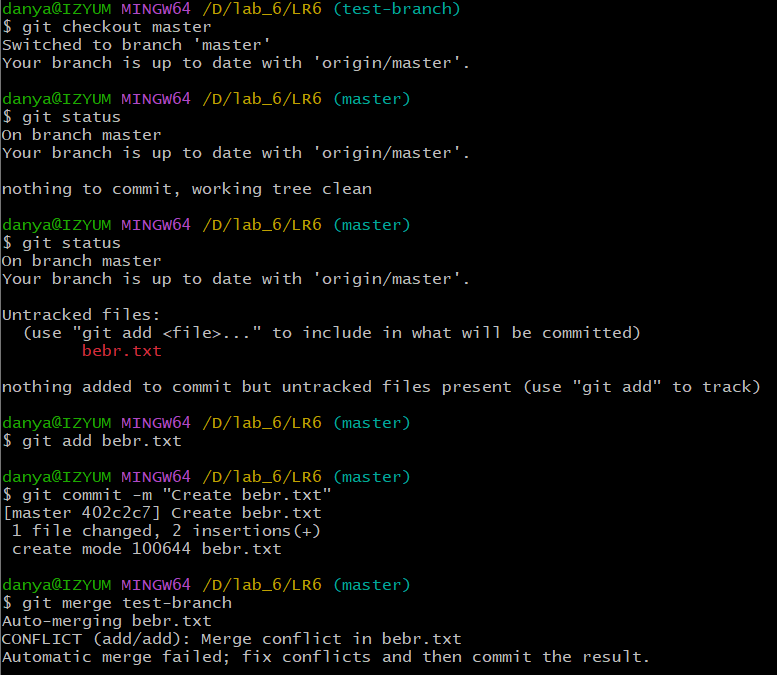 danya@IZYUM MINGW64 /D/lab_6/LR6 (test-branch)
$ git checkout master
Switched to branch 'master'
Your branch is up to date with 'origin/master'.
danya@IZYUM MINGW64 /D/lab_6/LR6 (master)
$ git status
On branch master
Your branch is up to date with 'origin/master'.
nothing to commit, working tree clean
danya@IZYUM MINGW64 /D/lab_6/LR6 (master)
$ git status
On branch master
Your branch is up to date with 'origin/master'.
Untracked files:
  (use "git add <file>..." to include in what will be committed)
        bebr.txt
nothing added to commit but untracked files present (use "git add" to track)
danya@IZYUM MINGW64 /D/lab_6/LR6 (master)
$ git add bebr.txt
danya@IZYUM MINGW64 /D/lab_6/LR6 (master)
$ git commit -m "Create bebr.txt"
[master 402c2c7] Create bebr.txt
 1 file changed, 2 insertions(+)
 create mode 100644 bebr.txt
danya@IZYUM MINGW64 /D/lab_6/LR6 (master)
$ git merge test-branch
Auto-merging bebr.txt
CONFLICT (add/add): Merge conflict in bebr.txt
Automatic merge failed; fix conflicts and then commit the result.